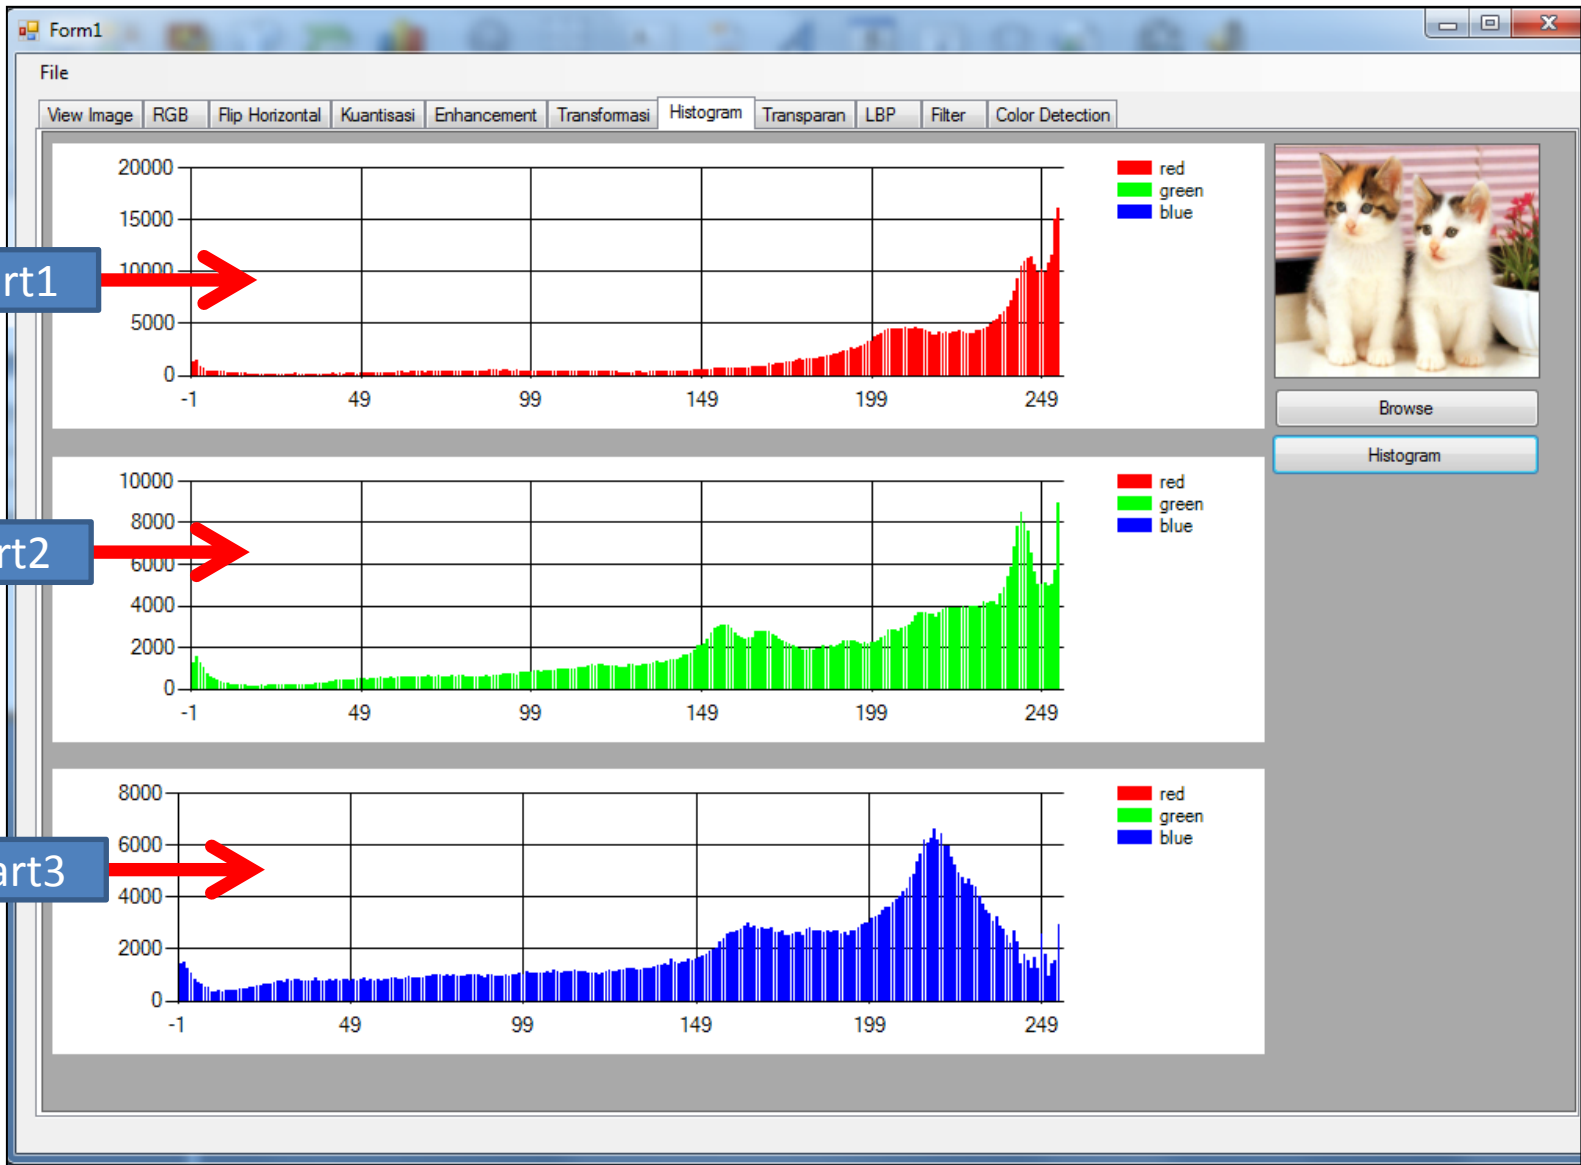 Form1
File
View Image RGB Flip Horizontal Kuantisasi Enhancement Transformasi Histogram Transparan LBP Filter Color Detection
20000
15000
10000
5000
0
-1 49 99 149 199 249
red
green
blue
rt1
Browse
Histogram
10000
8000
6000
4000
2000
0
-1 49 99 149 199 249
red
green
blue
rt2
8000
6000
4000
2000
0
-1 49 99 149 199 249
red
green
blue
art3